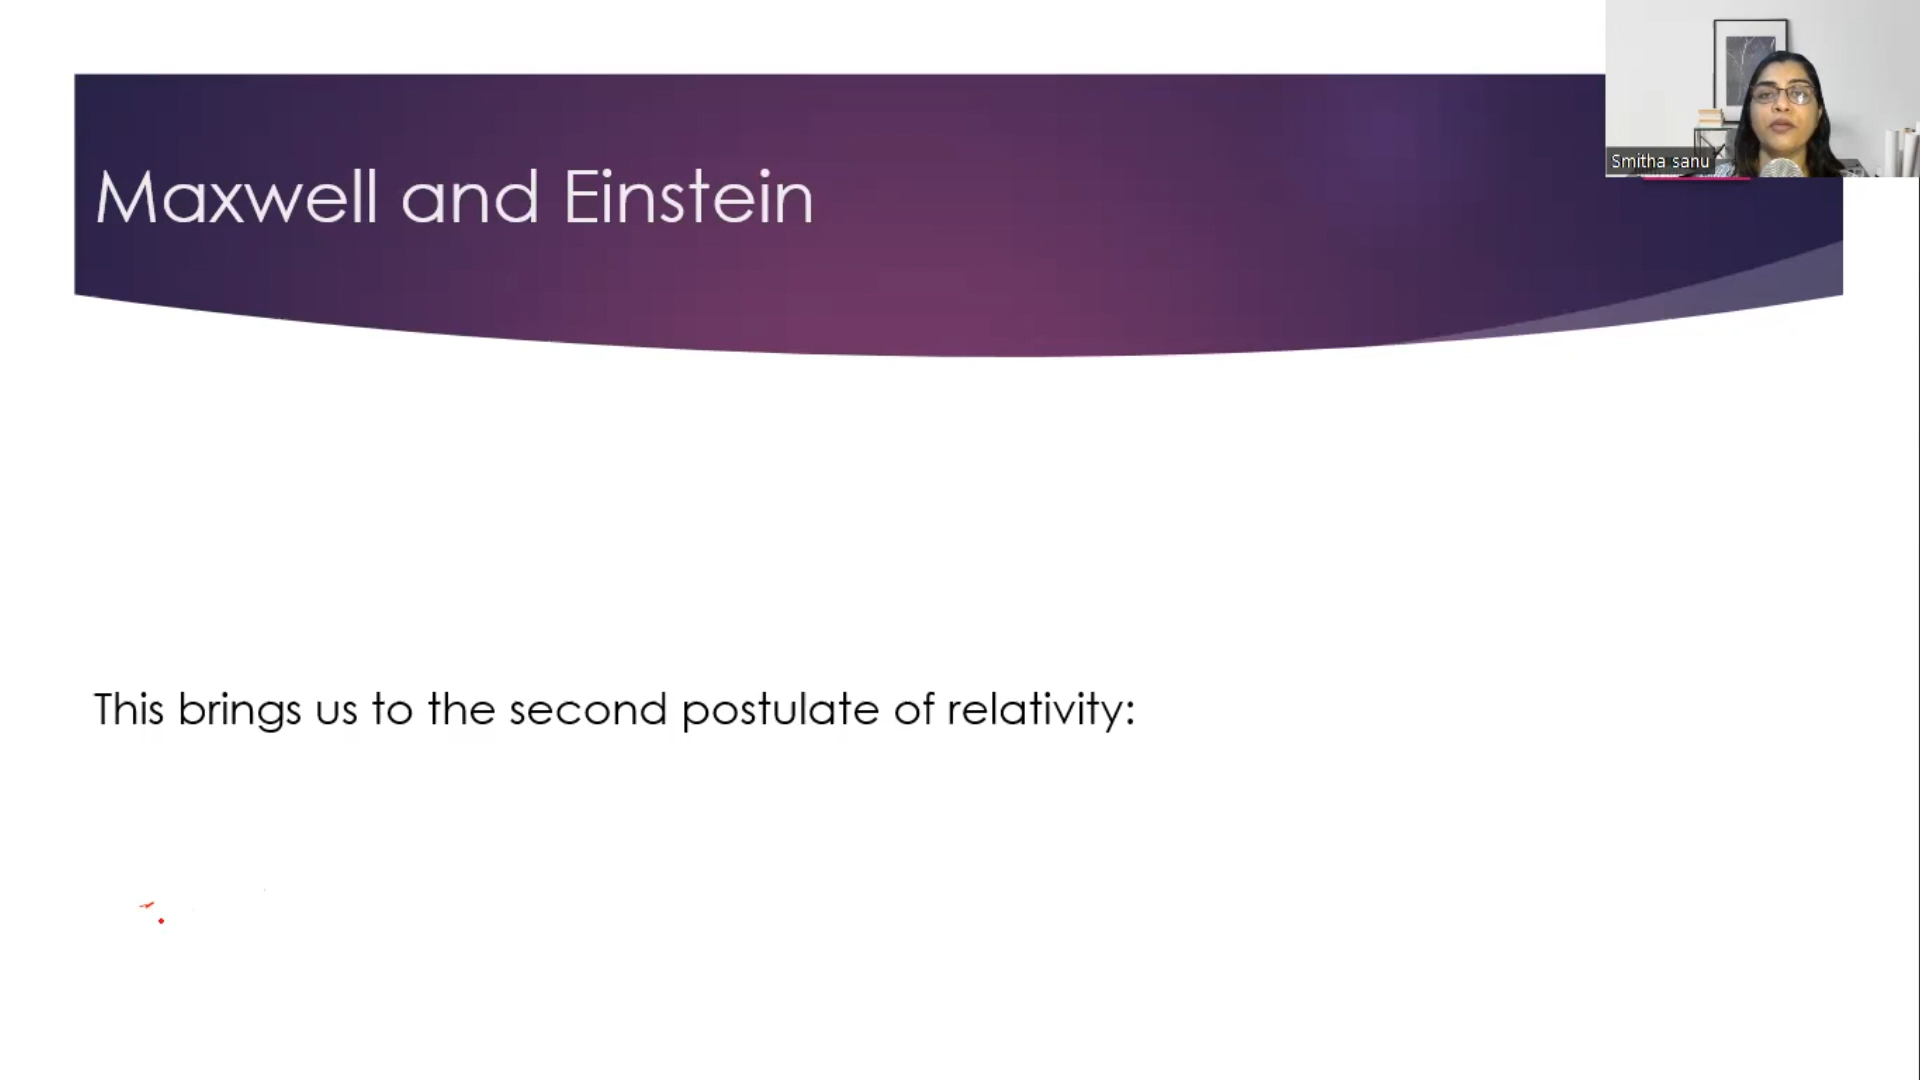 Maxwell and Einstein
Smitha sanu
This brings us to the second postulate of relativity: